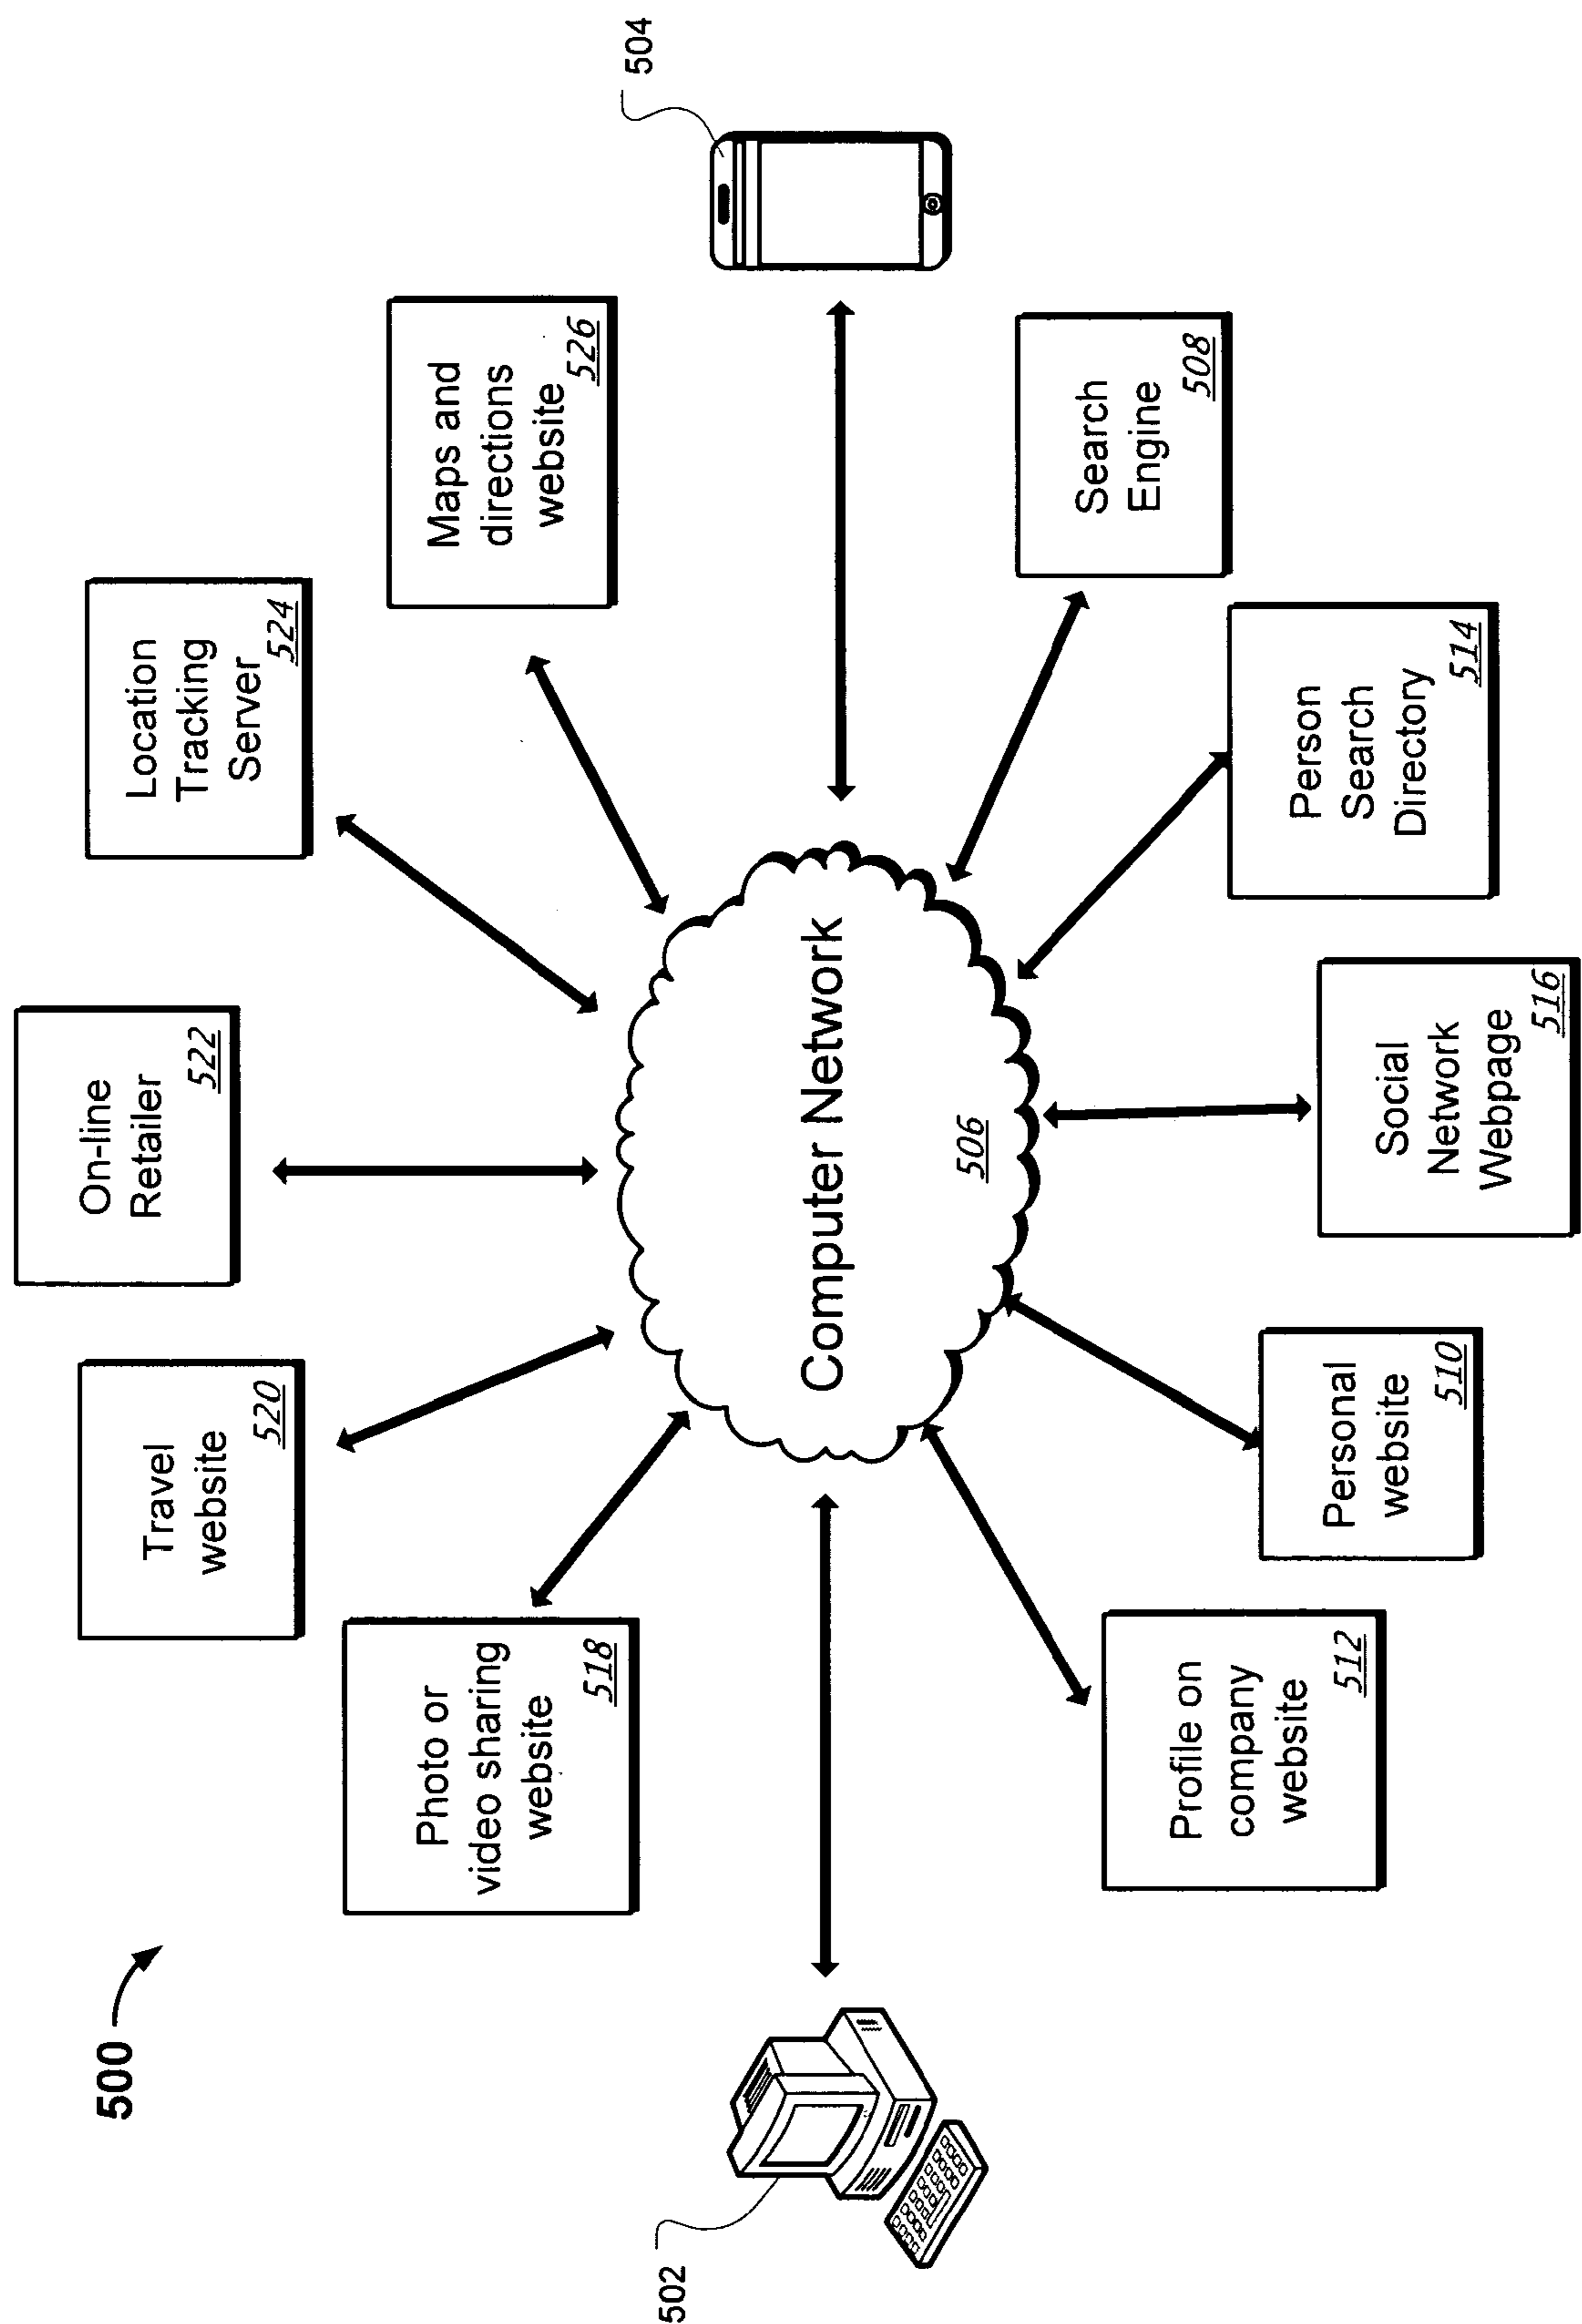 500
Travel
website
520
On-line
Retailer
522
Location
Tracking
Server
524
Photo or
video sharing
website
518
Maps and
directions
website
526
502
Computer Network
506
504
Profile on
company
website
512
Personal
website
510
Social
Network
Webpage
516
Person
Search
Directory
514
Search
Engine
508